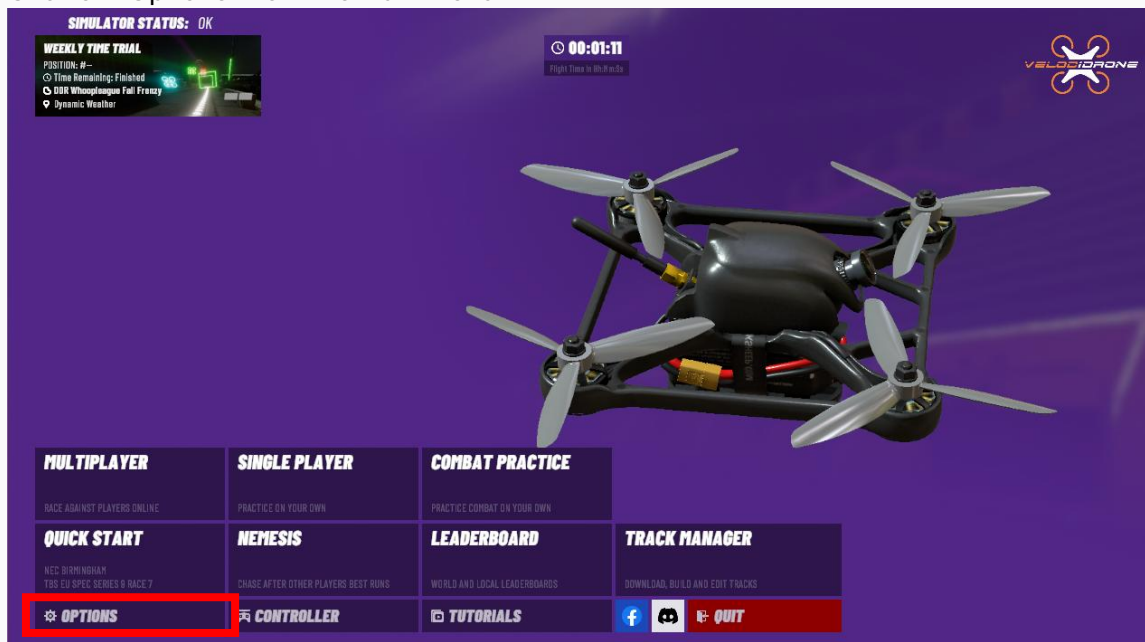 SIMULATOR STATUS: OK
WEEKLY TIME TRIAL
POSITION: #--
Time Remaining: Finished
DDR Whoopleague Fall Frenzy
Dynamic Weather
00:01:11
Flight Time in Hh:Mm:Ss
VELOCIDRONE
MULTIPLAYER
RACE AGAINST PLAYERS ONLINE
SINGLE PLAYER
PRACTICE ON YOUR OWN
COMBAT PRACTICE
PRACTICE COMBAT ON YOUR OWN
QUICK START
NEC BIRMINGHAM
TBS EU SPEC SERIES 9 RACE 7
NEMESIS
CHASE AFTER OTHER PLAYERS BEST RUNS
LEADERBOARD
WORLD AND LOCAL LEADERBOARDS
TRACK MANAGER
DOWNLOAD, BUILD AND EDIT TRACKS
OPTIONS
CONTROLLER
TUTORIALS
QUIT